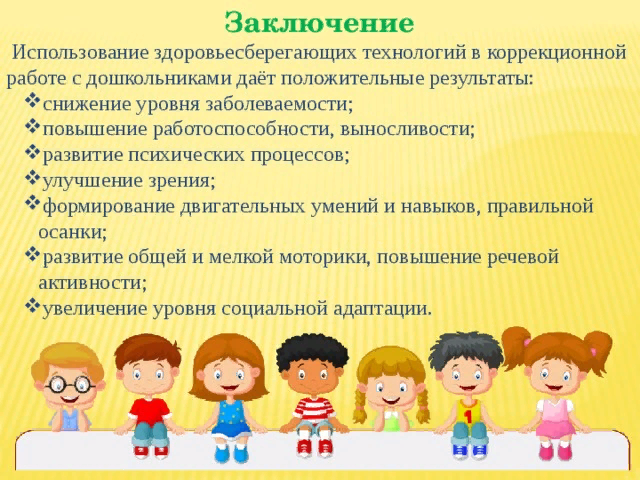 Заключение
Использование здоровьесберегающих технологий в коррекционной
работе с дошкольниками даёт положительные результаты:
❖снижение уровня заболеваемости;
❖повышение работоспособности, выносливости;
❖развитие психических процессов;
❖улучшение зрения;
❖формирование двигательных умений и навыков, правильной
осанки;
❖развитие общей и мелкой моторики, повышение речевой
активности;
❖увеличение уровня социальной адаптации.
1